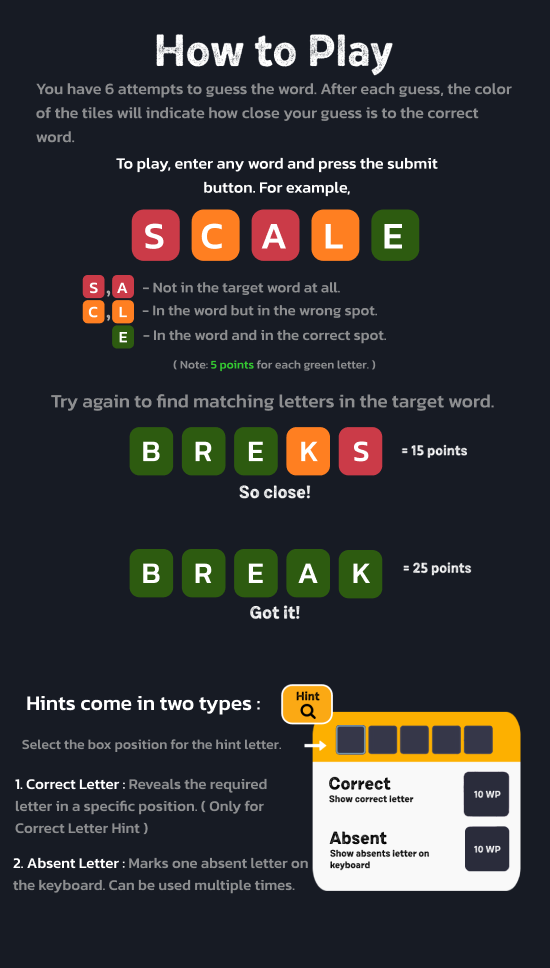 How to Play
You have 6 attempts to guess the word. After each guess, the color
of the tiles will indicate how close your guess is to the correct
word.
To play, enter any word and press the submit
button. For example,
S C A L E
S , A - Not in the target word at all.
C , L - In the word but in the wrong spot.
E - In the word and in the correct spot.
( Note: 5 points for each green letter. )
Try again to find matching letters in the target word.
B R E K S = 15 points
So close!
B R E A K = 25 points
Got it!
Hints come in two types :
Hint
Select the box position for the hint letter.
1. Correct Letter : Reveals the required
letter in a specific position. ( Only for
Correct Letter Hint )
2. Absent Letter : Marks one absent letter on
the keyboard. Can be used multiple times.
Correct
Show correct letter
10 WP
Absent
Show absents letter on
keyboard
10 WP